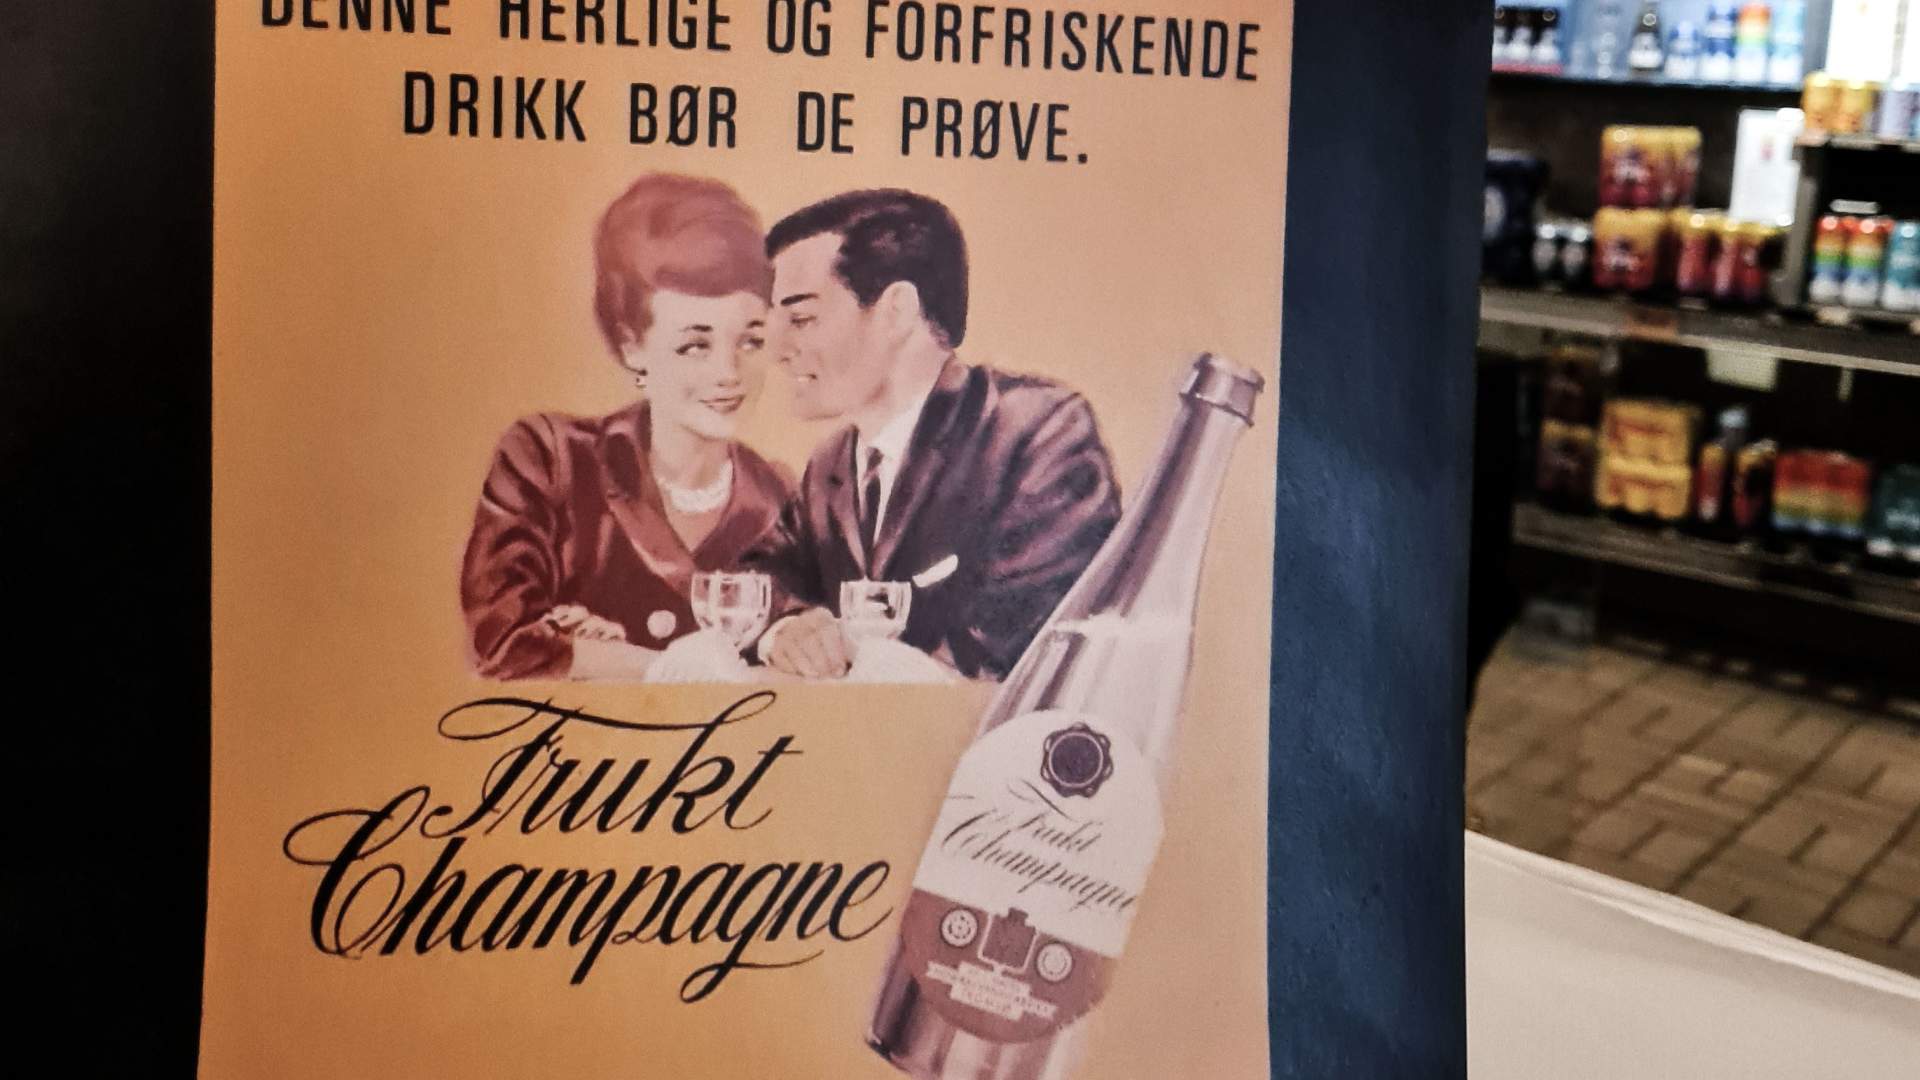 DENNE HERLIGE OG FORFRISKENDE
DRIKK BØR DE PRØVE.
Frukt
Champagne
Frukt
Champagne